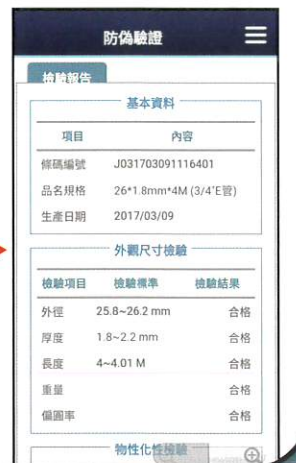 防偽驗證
檢驗報告
基本資料
項目 內容
條碼編號 J031703091116401
品名規格 26*1.8mm*4M (3/4'E管)
生產日期 2017/03/09
外觀尺寸檢驗
檢驗項目 檢驗標準 檢驗結果
外徑 25.8~26.2 mm 合格
厚度 1.8~2.2 mm 合格
長度 4~4.01 M 合格
重量 合格
偏圓率 合格
物性化性檢驗